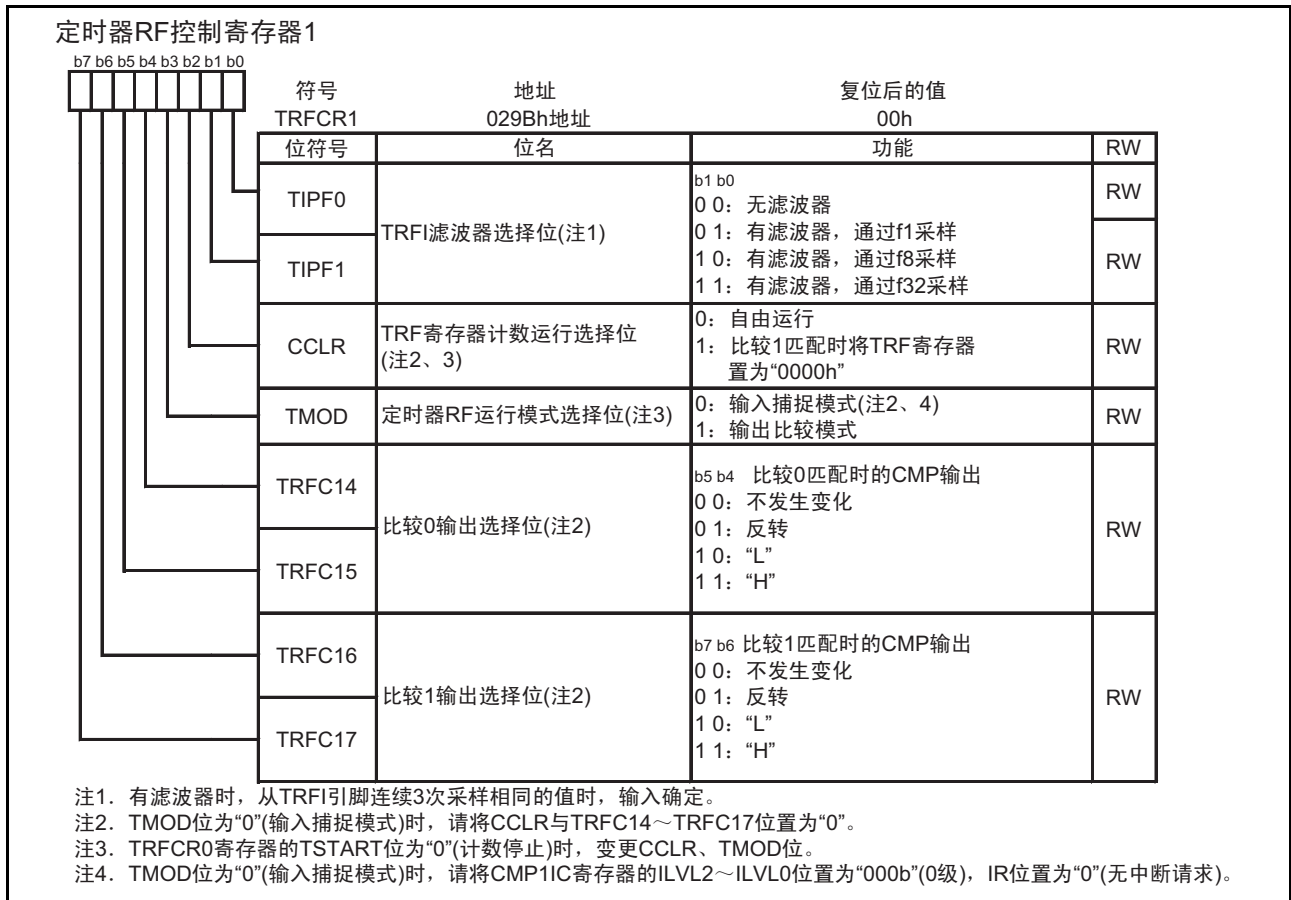 定时器RF控制寄存器1
b7 b6 b5 b4 b3 b2 b1 b0
符号 地址 复位后的值
TRFCR1 029Bh地址 00h
位符号 位名 功能 RW
TIPF0
TIPF1
TRFI滤波器选择位(注1)
b1 b0
0 0：无滤波器
0 1：有滤波器，通过f1采样
1 0：有滤波器，通过f8采样
1 1：有滤波器，通过f32采样
RW
RW
CCLR
TRF寄存器计数运行选择位
(注2、3)
0：自由运行
1：比较1匹配时将TRF寄存器
置为“0000h”
RW
TMOD
定时器RF运行模式选择位(注3)
0：输入捕捉模式(注2、4)
1：输出比较模式
RW
TRFC14
TRFC15
比较0输出选择位(注2)
b5 b4 比较0匹配时的CMP输出
0 0：不发生变化
0 1：反转
1 0：“L”
1 1：“H”
RW
TRFC16
TRFC17
比较1输出选择位(注2)
b7 b6 比较1匹配时的CMP输出
0 0：不发生变化
0 1：反转
1 0：“L”
1 1：“H”
RW
注1．有滤波器时，从TRFI引脚连续3次采样相同的值时，输入确定。
注2．TMOD位为“0”(输入捕捉模式)时，请将CCLR与TRFC14～TRFC17位置为“0”。
注3．TRFCR0寄存器的TSTART位为“0”(计数停止)时，变更CCLR、TMOD位。
注4．TMOD位为“0”(输入捕捉模式)时，请将CMP1IC寄存器的ILVL2～ILVL0位置为“000b”(0级)，IR位置为“0”(无中断请求)。